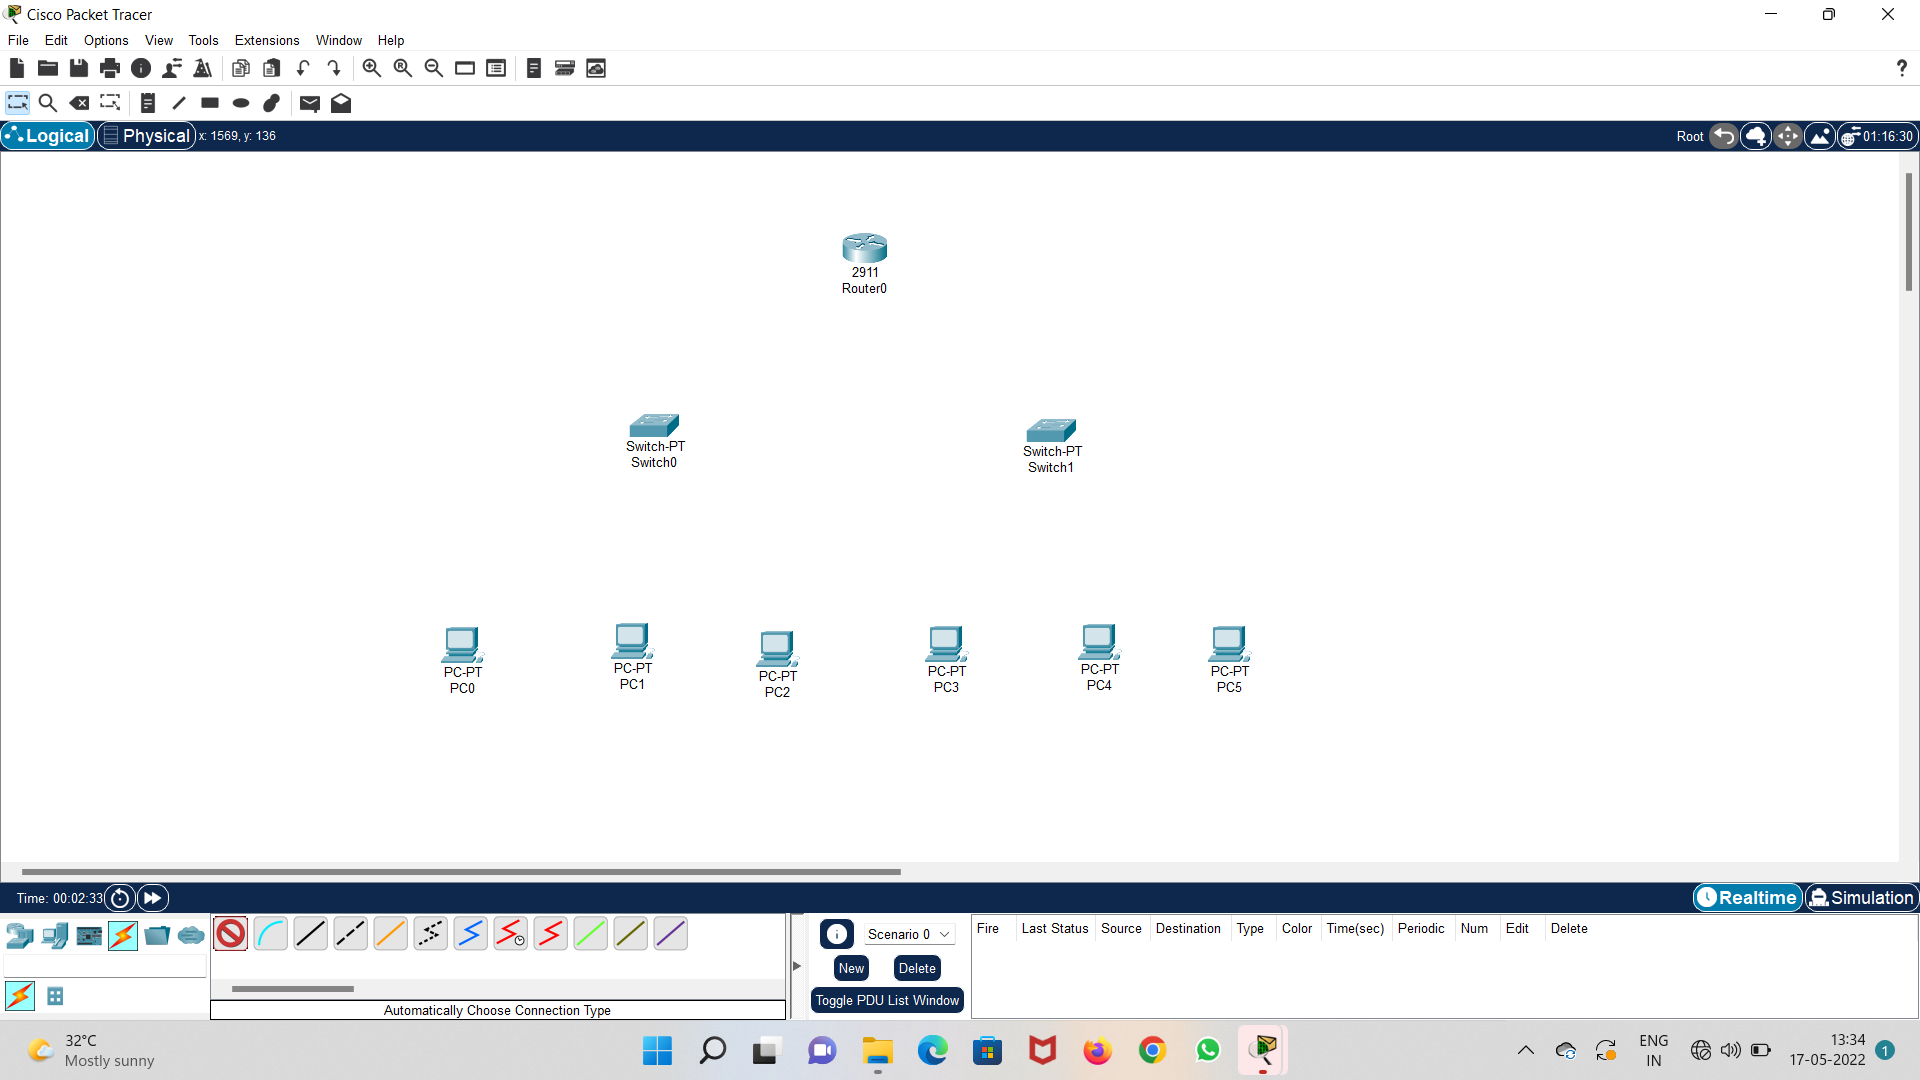 Cisco Packet Tracer
File Edit Options View Tools Extensions Window Help
Logical Physical x: 1569, y: 136 Root 01:16:30
2911
Router0
Switch-PT
Switch0
Switch-PT
Switch1
PC-PT
PC0
PC-PT
PC1
PC-PT
PC2
PC-PT
PC3
PC-PT
PC4
PC-PT
PC5
Time: 00:02:33 Realtime Simulation
Scenario 0
New Delete
Toggle PDU List Window
Fire Last Status Source Destination Type Color Time(sec) Periodic Num Edit Delete
Automatically Choose Connection Type
32°C
Mostly sunny
ENG
IN
13:34
17-05-2022
1